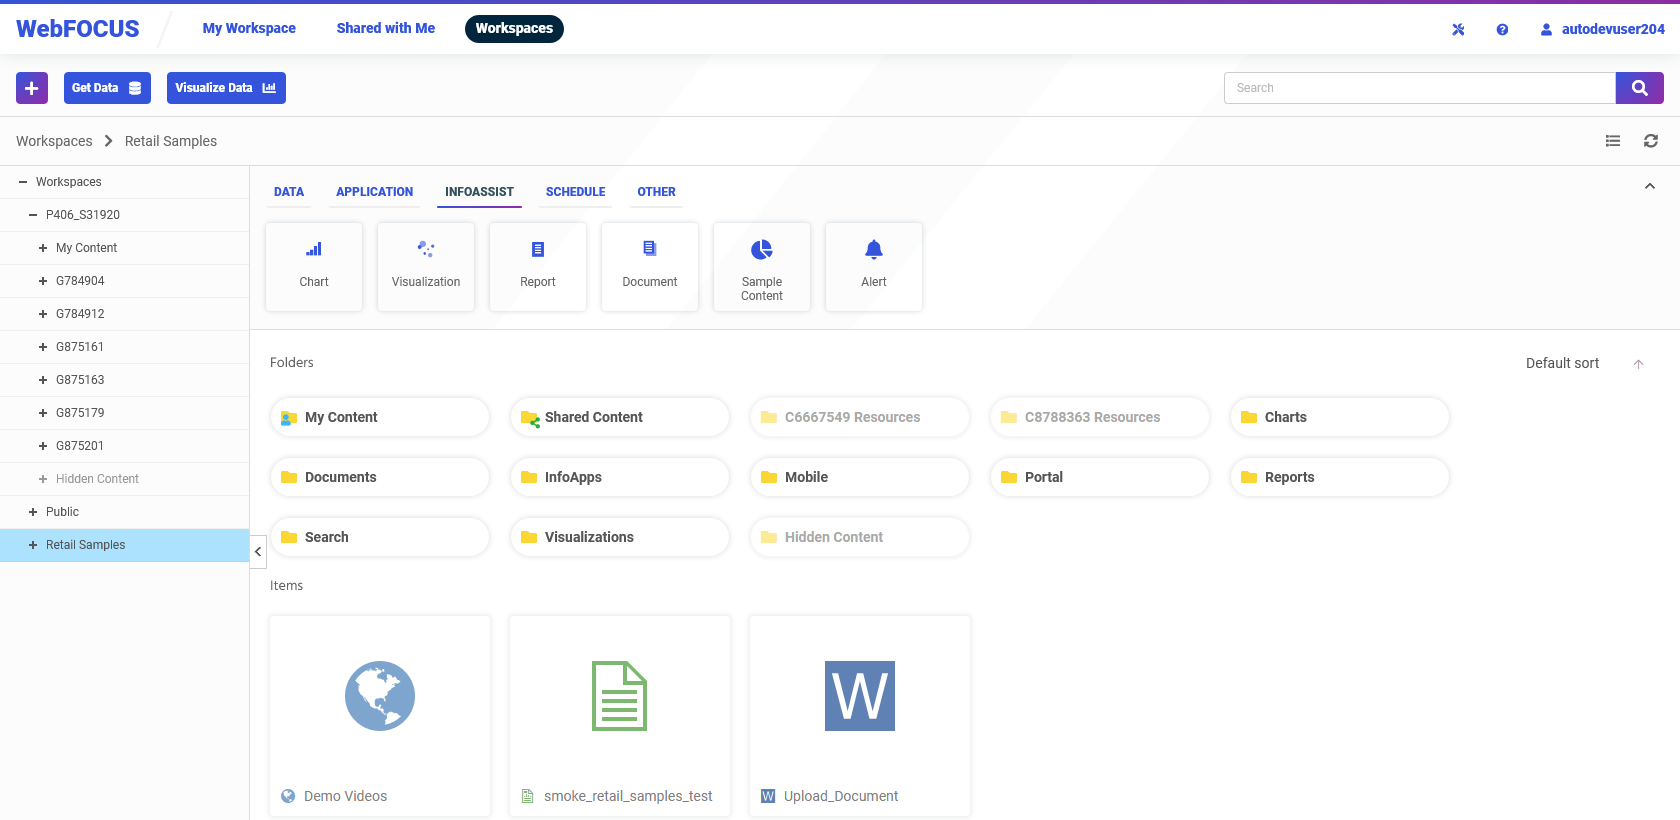 WebFOCUS
My Workspace
Shared with Me
Workspaces
autodevuser204
Get Data
Visualize Data
Search
Workspaces
Retail Samples
Workspaces
P406_S31920
My Content
G784904
G784912
G875161
G875163
G875179
G875201
Hidden Content
Public
Retail Samples
DATA
APPLICATION
INFOASSIST
SCHEDULE
OTHER
Chart
Visualization
Report
Document
Sample
Content
Alert
Folders
Default sort
My Content
Shared Content
C6667549 Resources
C8788363 Resources
Charts
Documents
InfoApps
Mobile
Portal
Reports
Search
Visualizations
Hidden Content
Items
W
Demo Videos
smoke_retail_samples_test
W
Upload_Document